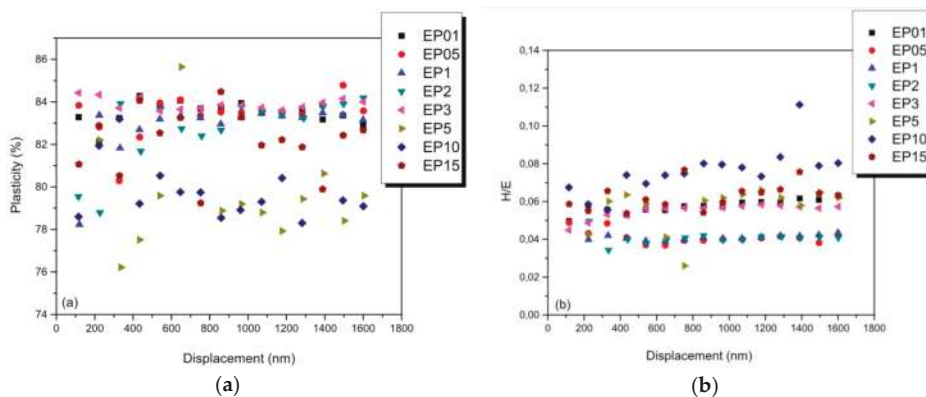 EP01
EP05
EP1
EP2
EP3
EP5
EP10
EP15
86
84
82
80
78
76
74
Plasticity (%)
(a)
0 200 400 600 800 1000 1200 1400 1600 1800
Displacement (nm)
(a)
EP01
EP05
EP1
EP2
EP3
EP5
EP10
EP15
0,14
0,12
0,10
0,08
0,06
0,04
0,02
0,00
H/E
(b)
0 200 400 600 800 1000 1200 1400 1600 1800
Displacement (nm)
(b)